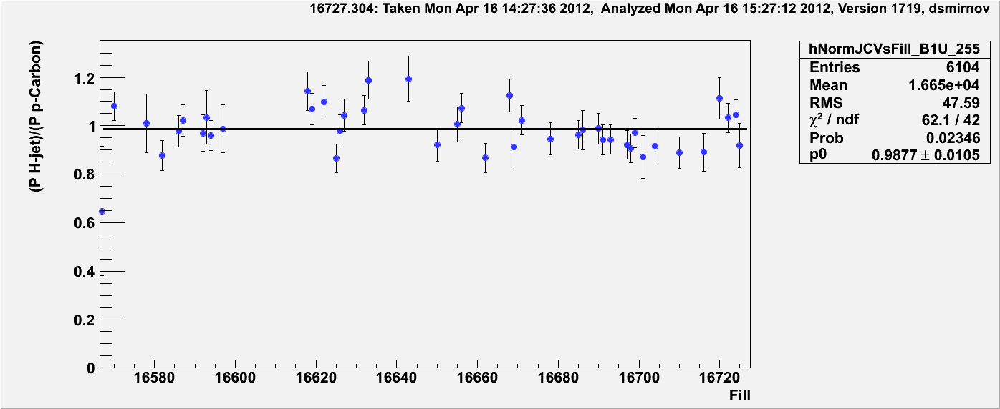 16727.304: Taken Mon Apr 16 14:27:36 2012, Analyzed Mon Apr 16 15:27:12 2012, Version 1719, dsmirnov
(P H-jet)/(P p-Carbon)
1.2
1
0.8
0.6
0.4
0.2
0
16580 16600 16620 16640 16660 16680 16700 16720
Fill
hNormJCVsFill_B1U_255
Entries 6104
Mean 1.665e+04
RMS 47.59
χ² / ndf 62.1 / 42
Prob 0.02346
p0 0.9877 ± 0.0105